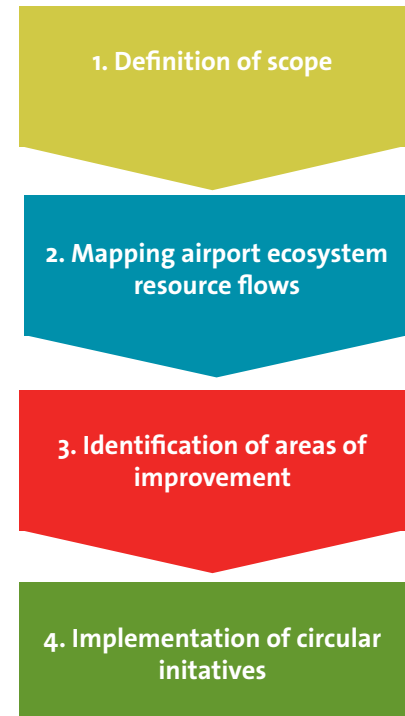 1. Definition of scope
2. Mapping airport ecosystem
resource flows
3. Identification of areas of
improvement
4. Implementation of circular
initatives